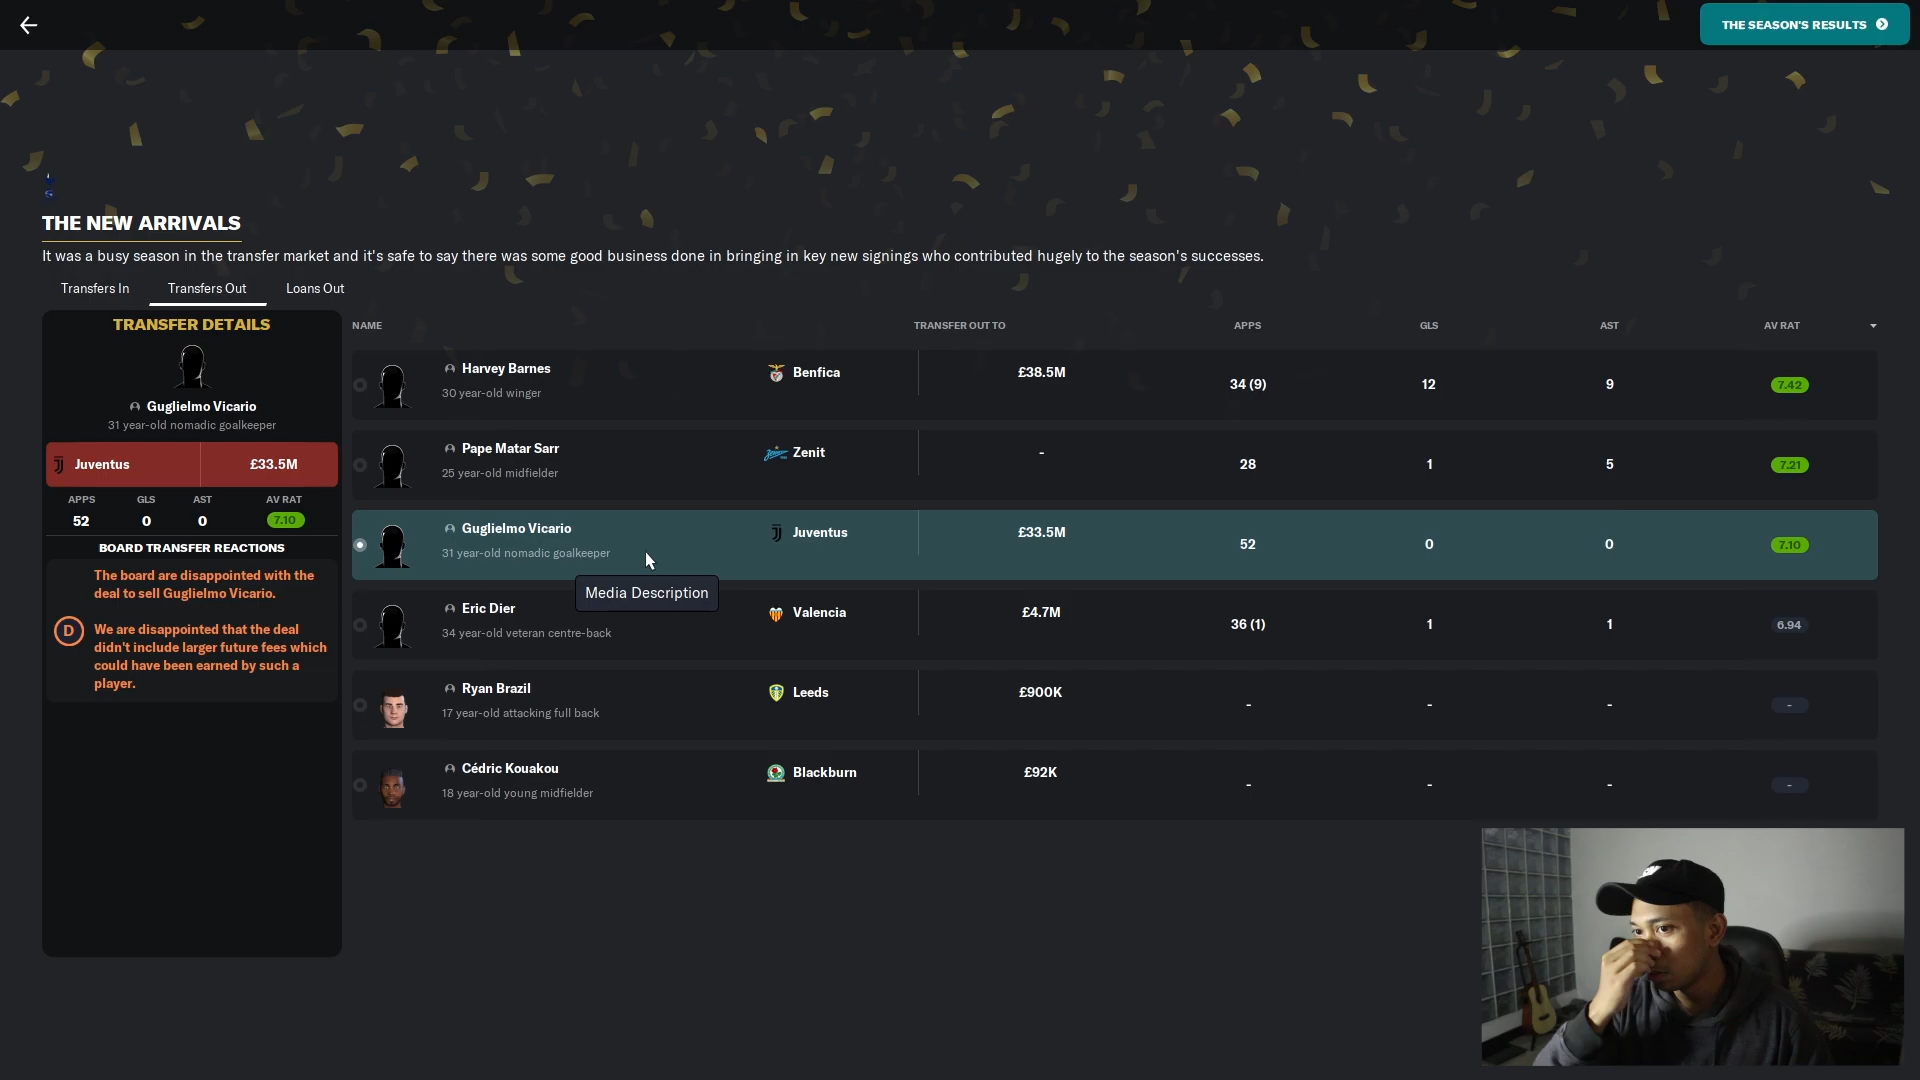 THE SEASON'S RESULTS
THE NEW ARRIVALS
It was a busy season in the transfer market and it's safe to say there was some good business done in bringing in key new signings who contributed hugely to the season's successes.
Transfers In
Transfers Out
Loans Out
TRANSFER DETAILS
Guglielmo Vicario
31 year-old nomadic goalkeeper
Juventus
£33.5M
APPS GLS AST AV RAT
52 0 0 7.10
BOARD TRANSFER REACTIONS
The board are disappointed with the
deal to sell Guglielmo Vicario.
D
We are disappointed that the deal
didn't include larger future fees which
could have been earned by such a
player.
NAME TRANSFER OUT TO APPS GLS AST AV RAT
Harvey Barnes
30 year-old winger
Benfica £38.5M 34 (9) 12 9 7.42
Pape Matar Sarr
25 year-old midfielder
Zenit - 28 1 5 7.21
Guglielmo Vicario
31 year-old nomadic goalkeeper
Juventus £33.5M 52 0 0 7.10
Media Description
Eric Dier
34 year-old veteran centre-back
Valencia £4.7M 36 (1) 1 1 6.94
Ryan Brazil
17 year-old attacking full back
Leeds £900K - - - -
Cédric Kouakou
18 year-old young midfielder
Blackburn £92K - - - -